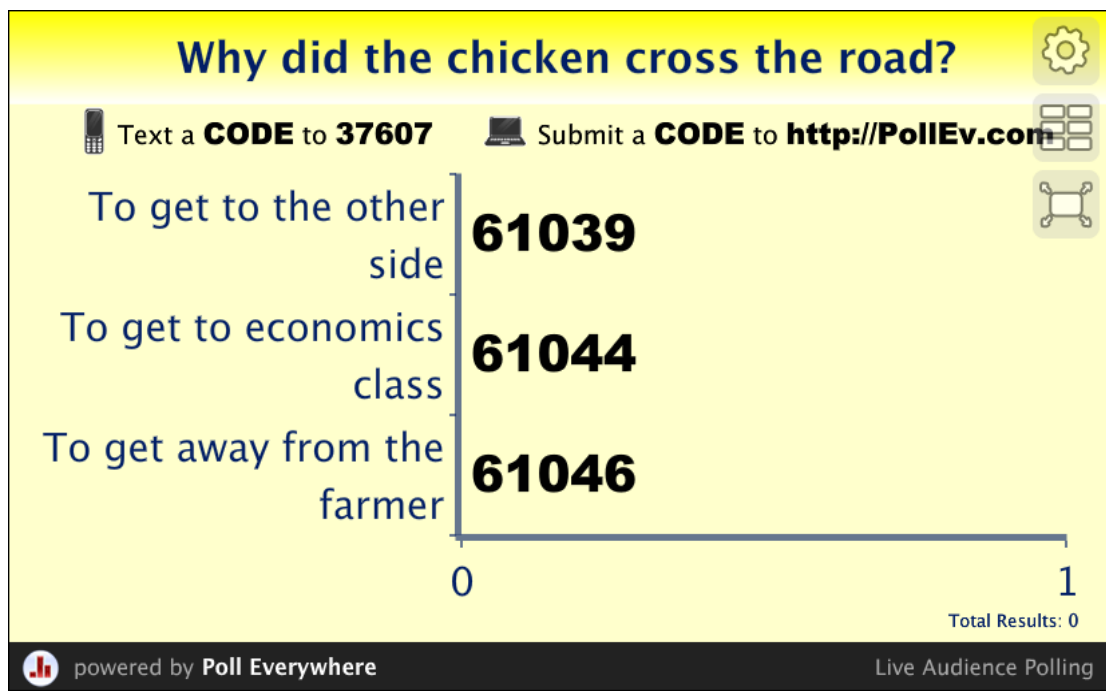 Why did the chicken cross the road?
Text a CODE to 37607 Submit a CODE to http://PollEv.com
To get to the other
side
61039
To get to economics
class
61044
To get away from the
farmer
61046
0 1
Total Results: 0
powered by Poll Everywhere Live Audience Polling